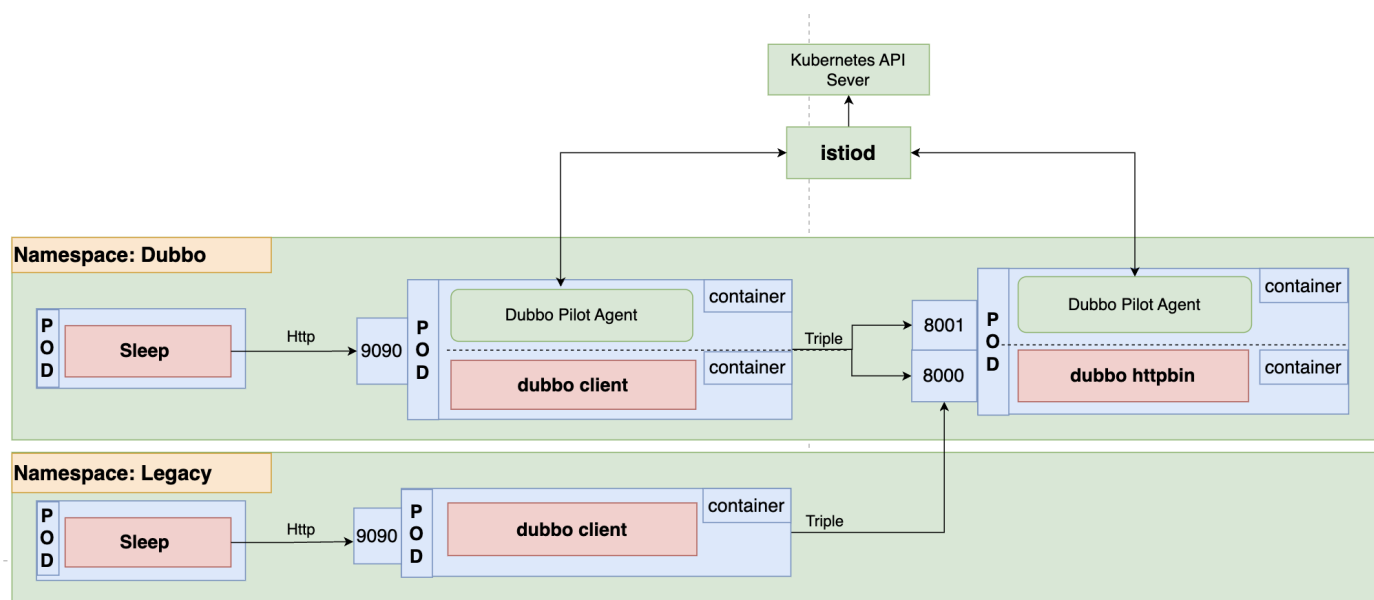 Kubernetes API
Sever
istiod
Namespace: Dubbo
P
O
D
Sleep
Http
9090
P
O
D
Dubbo Pilot Agent
container
dubbo client
container
Triple
8001
8000
P
O
D
Dubbo Pilot Agent
container
dubbo httpbin
container
Namespace: Legacy
P
O
D
Sleep
Http
9090
P
O
D
dubbo client
container
Triple